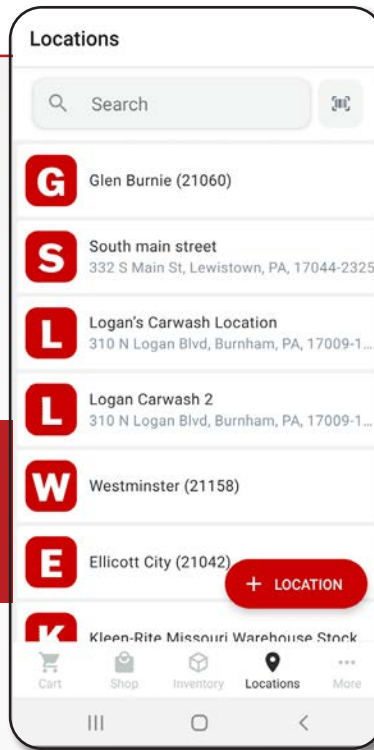 Locations
Search
G
Glen Burnie (21060)
S
South main street
332 S Main St, Lewistown, PA, 17044-2325
L
Logan's Carwash Location
310 N Logan Blvd, Burnham, PA, 17009-1...
L
Logan Carwash 2
310 N Logan Blvd, Burnham, PA, 17009-1...
W
Westminster (21158)
E
Ellicott City (21042)
+ LOCATION
K
Kleen-Rite Missouri Warehouse Stock
Cart Shop Inventory Locations More